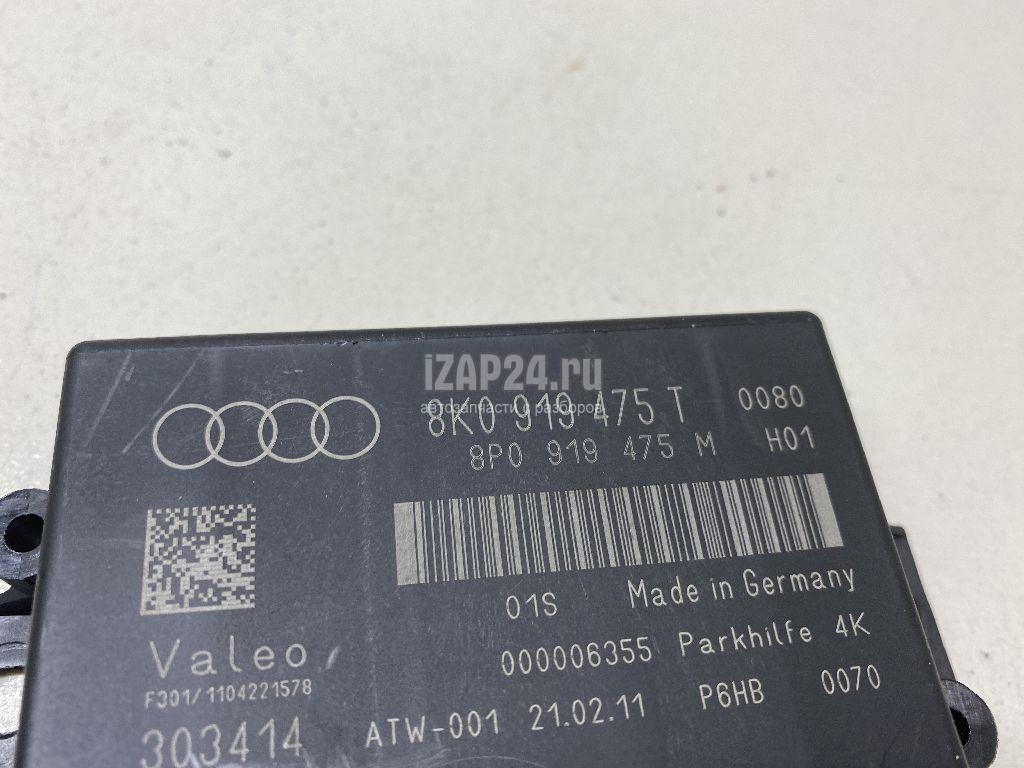 iZAP24.ru
автозапчасти с разборов
8K0 919 475 T 0080
8P0 919 475 M H01
01S Made in Germany
000006355 Parkhilfe 4K
Valeo
F301/1104221578
303414 ATW-001 21.02.11 P6HB 0070